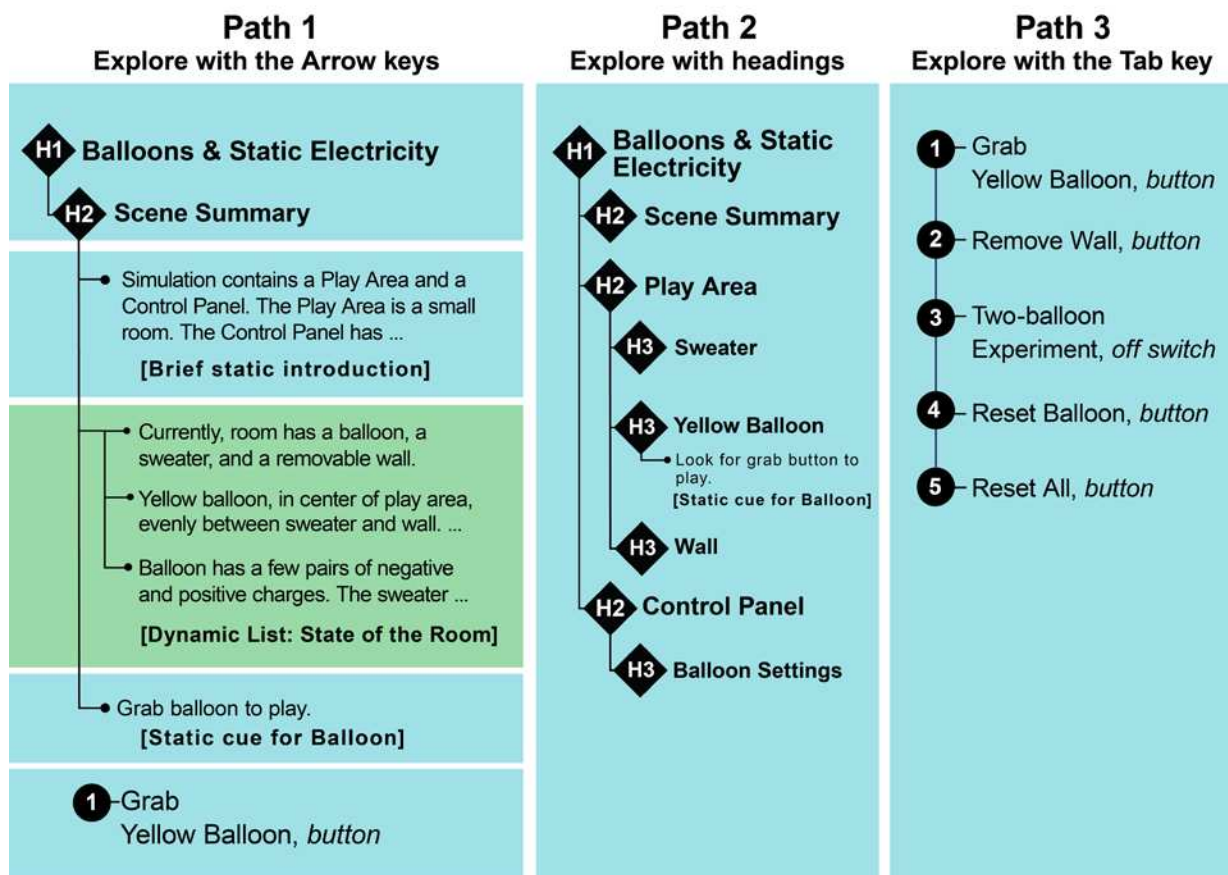 Path 1
Explore with the Arrow keys
H1 Balloons & Static Electricity
H2 Scene Summary
Simulation contains a Play Area and a
Control Panel. The Play Area is a small
room. The Control Panel has ...
[Brief static introduction]
Currently, room has a balloon, a
sweater, and a removable wall.
Yellow balloon, in center of play area,
evenly between sweater and wall. ...
Balloon has a few pairs of negative
and positive charges. The sweater ...
[Dynamic List: State of the Room]
Grab balloon to play.
[Static cue for Balloon]
1 Grab
Yellow Balloon, button
Path 2
Explore with headings
H1 Balloons & Static
Electricity
H2 Scene Summary
H2 Play Area
H3 Sweater
H3 Yellow Balloon
Look for grab button to
play.
[Static cue for Balloon]
H3 Wall
H2 Control Panel
H3 Balloon Settings
Path 3
Explore with the Tab key
1 Grab
Yellow Balloon, button
2 Remove Wall, button
3 Two-balloon
Experiment, off switch
4 Reset Balloon, button
5 Reset All, button